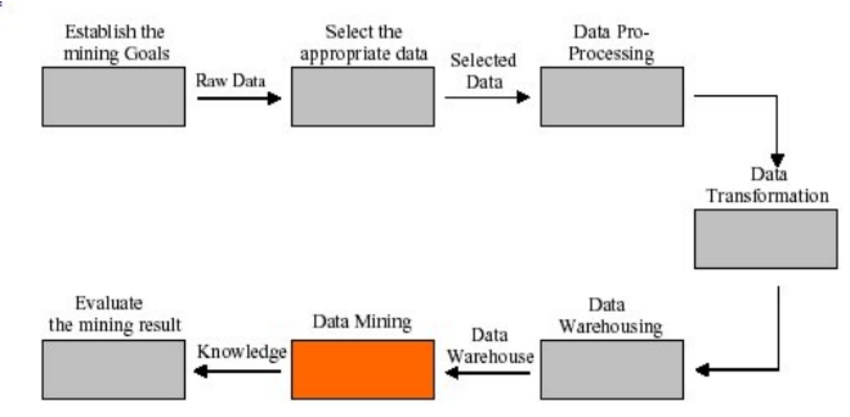 Establish the
mining Goals
Raw Data
Select the
appropriate data
Selected
Data
Data Pro-
Processing
Data
Transformation
Data
Warehousing
Data
Warehouse
Data Mining
Knowledge
Evaluate
the mining result